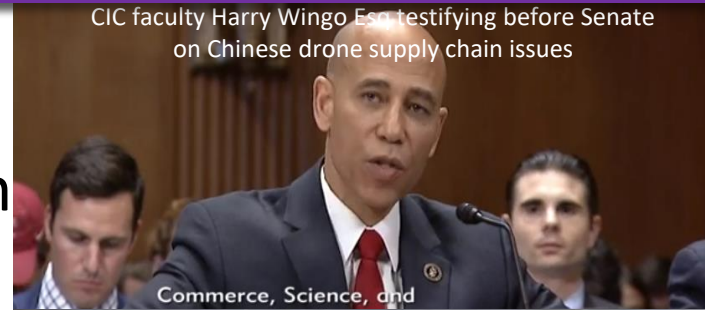 CIC faculty Harry Wingo Esq testifying before Senate
on Chinese drone supply chain issues
n
Commerce, Science, and